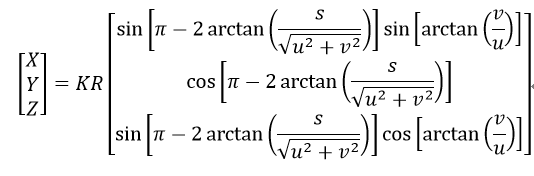 [X Y Z] = KR [sin[π − 2 arctan(s/√(u² + v²))] sin[arctan(v/u)]
cos[π − 2 arctan(s/√(u² + v²))]
sin[π − 2 arctan(s/√(u² + v²))] cos[arctan(v/u)]]